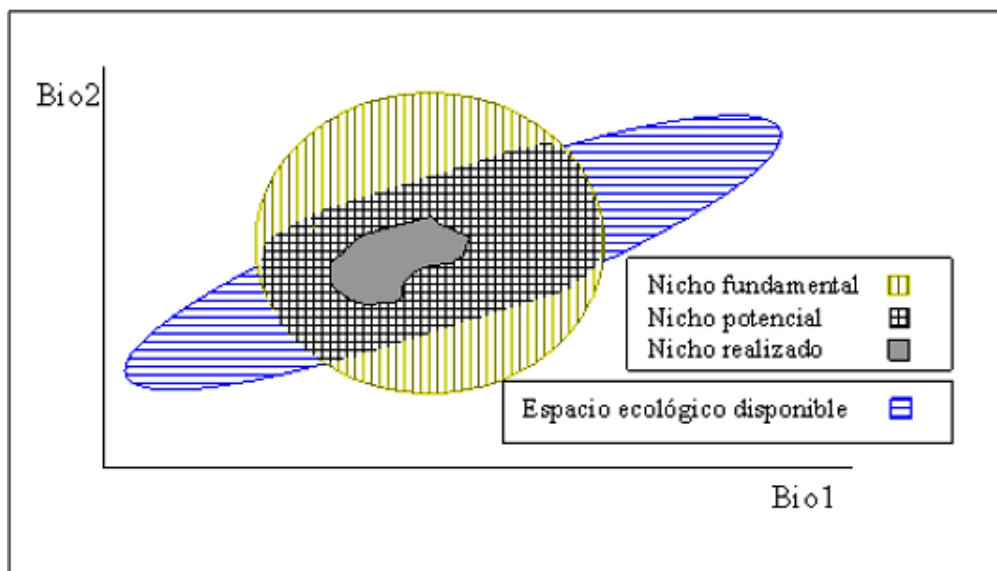 Bio2
Nicho fundamental
Nicho potencial
Nicho realizado
Espacio ecológico disponible
Bio1